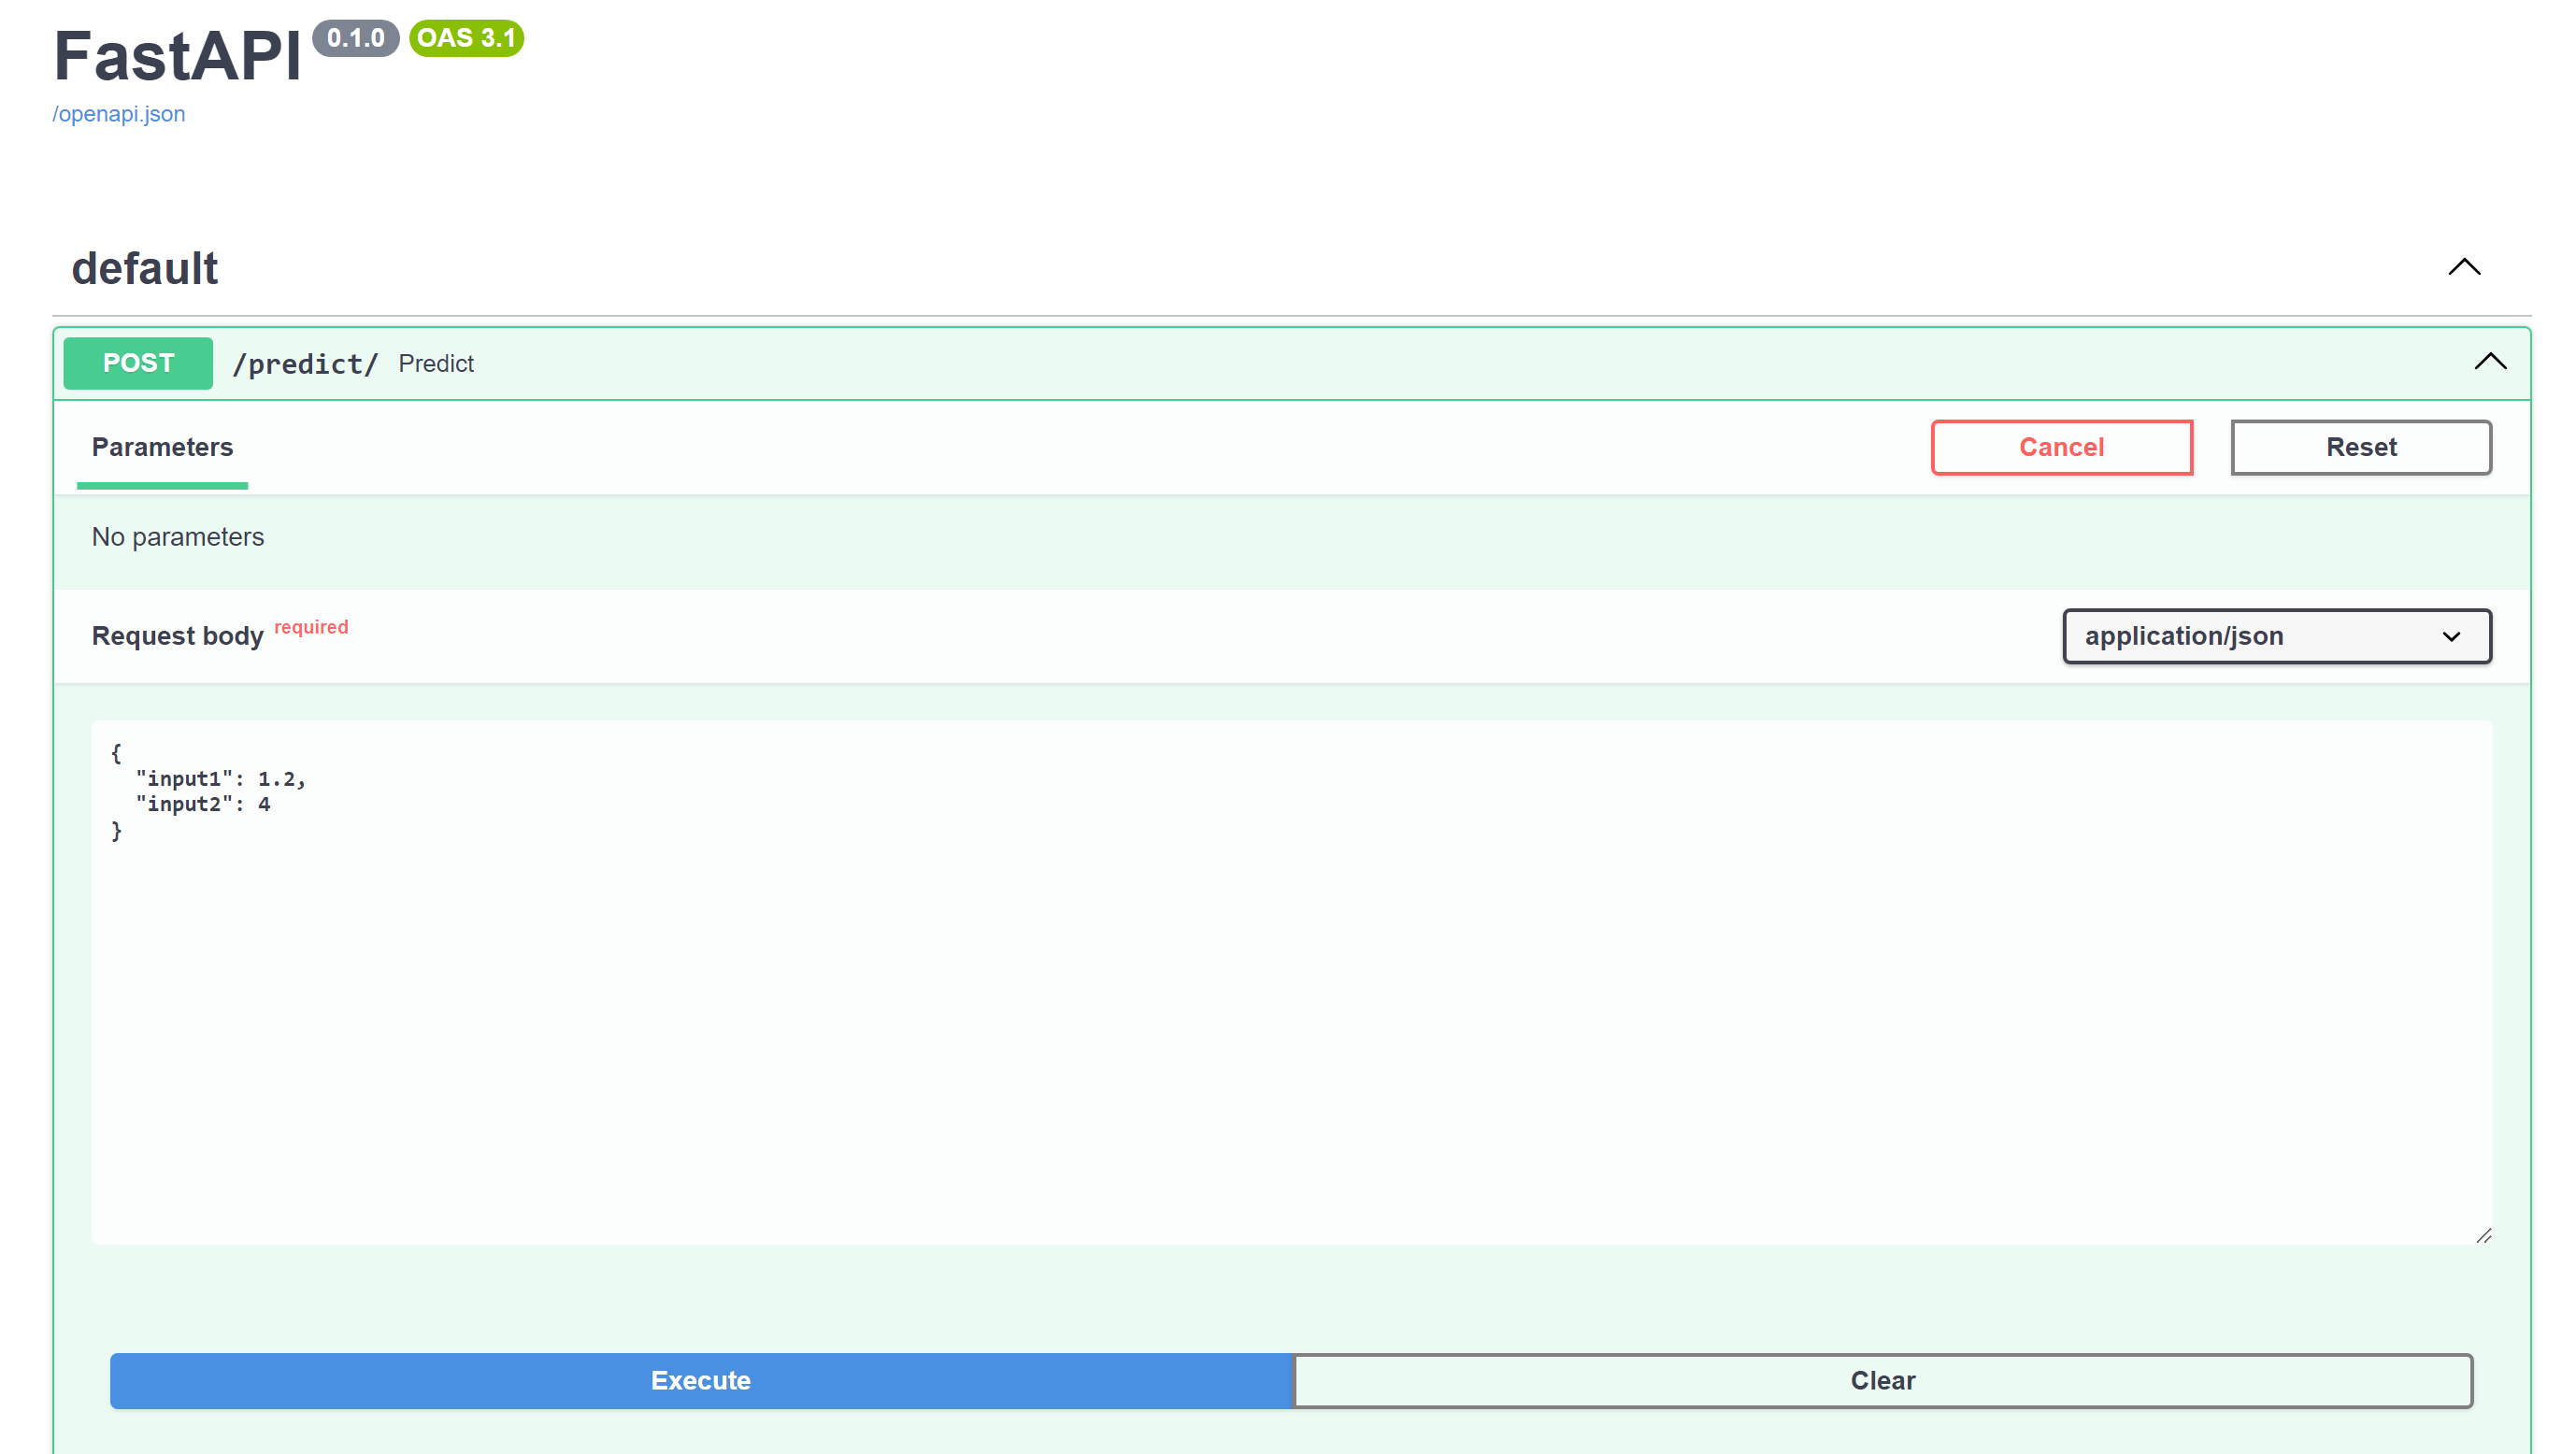 FastAPI 0.1.0 OAS 3.1
/openapi.json
default
POST /predict/ Predict
Parameters
Cancel
Reset
No parameters
Request body required
application/json
{
  "input1": 1.2,
  "input2": 4
}
Execute
Clear